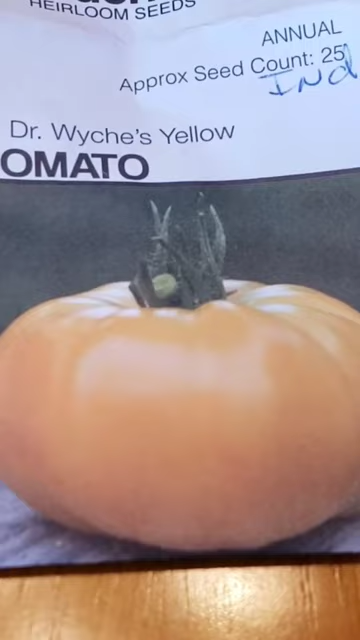 HEIRLOOM SEEDS
ANNUAL
Approx Seed Count: 25
Ind
Dr. Wyche's Yellow
OMATO